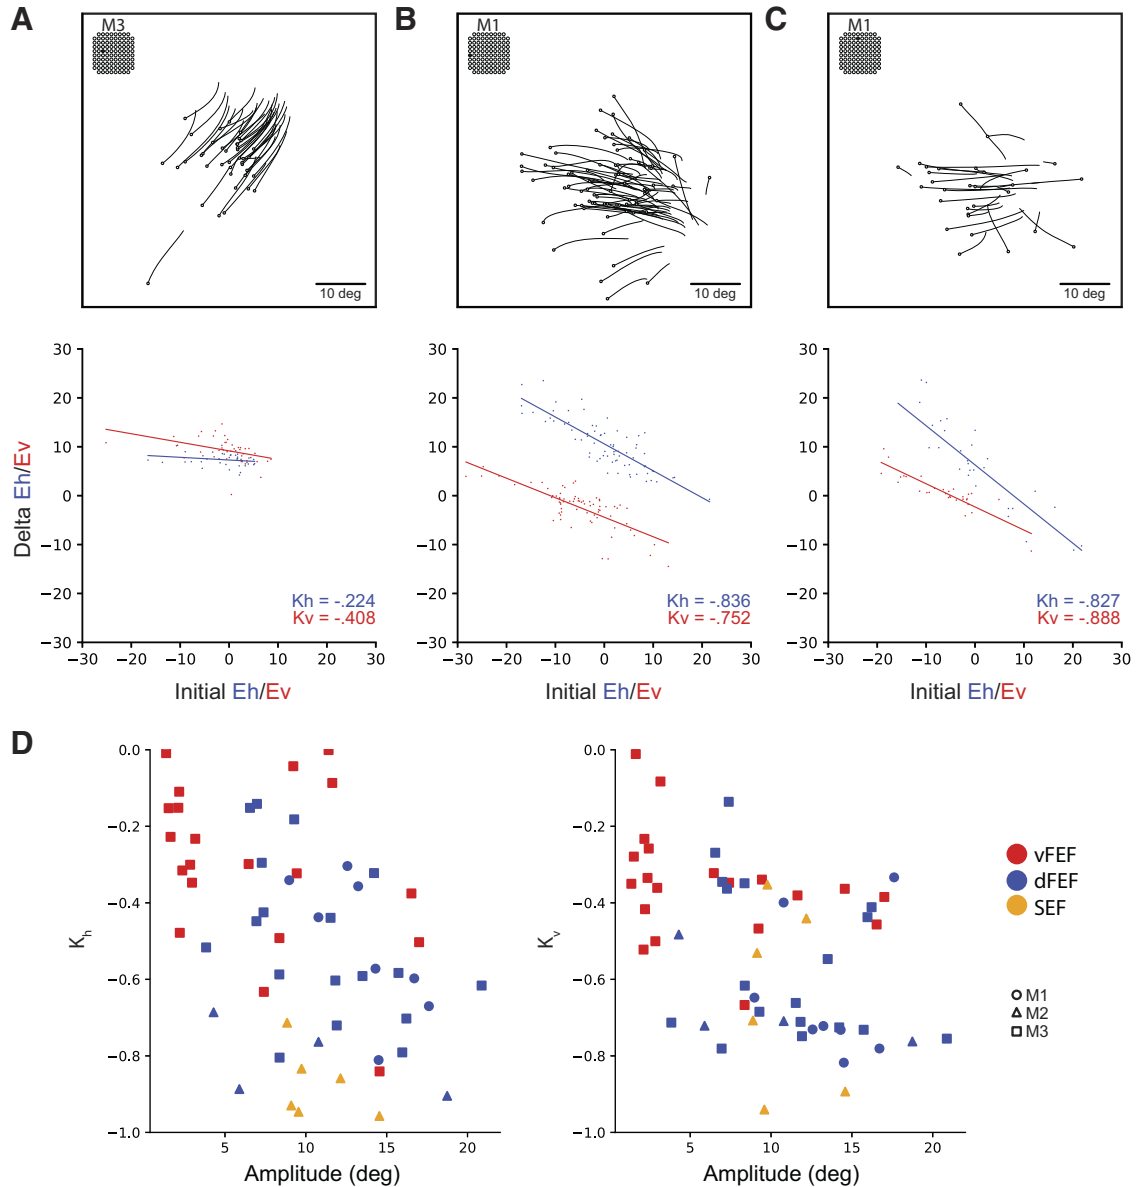 A
M3
10 deg
B
M1
10 deg
C
M1
10 deg
Delta Eh/Ev
30
20
10
0
−10
−20
−30
−30 −20 −10 0 10 20 30
Kh = -.224
Kv = -.408
Initial Eh/Ev
30
20
10
0
−10
−20
−30
−30 −20 −10 0 10 20 30
Kh = -.836
Kv = -.752
Initial Eh/Ev
30
20
10
0
−10
−20
−30
−30 −20 −10 0 10 20 30
Kh = -.827
Kv = -.888
Initial Eh/Ev
D
Kh
0.0
−0.2
−0.4
−0.6
−0.8
−1.0
5 10 15 20
Amplitude (deg)
Kv
0.0
−0.2
−0.4
−0.6
−0.8
−1.0
5 10 15 20
Amplitude (deg)
vFEF
dFEF
SEF
M1
M2
M3